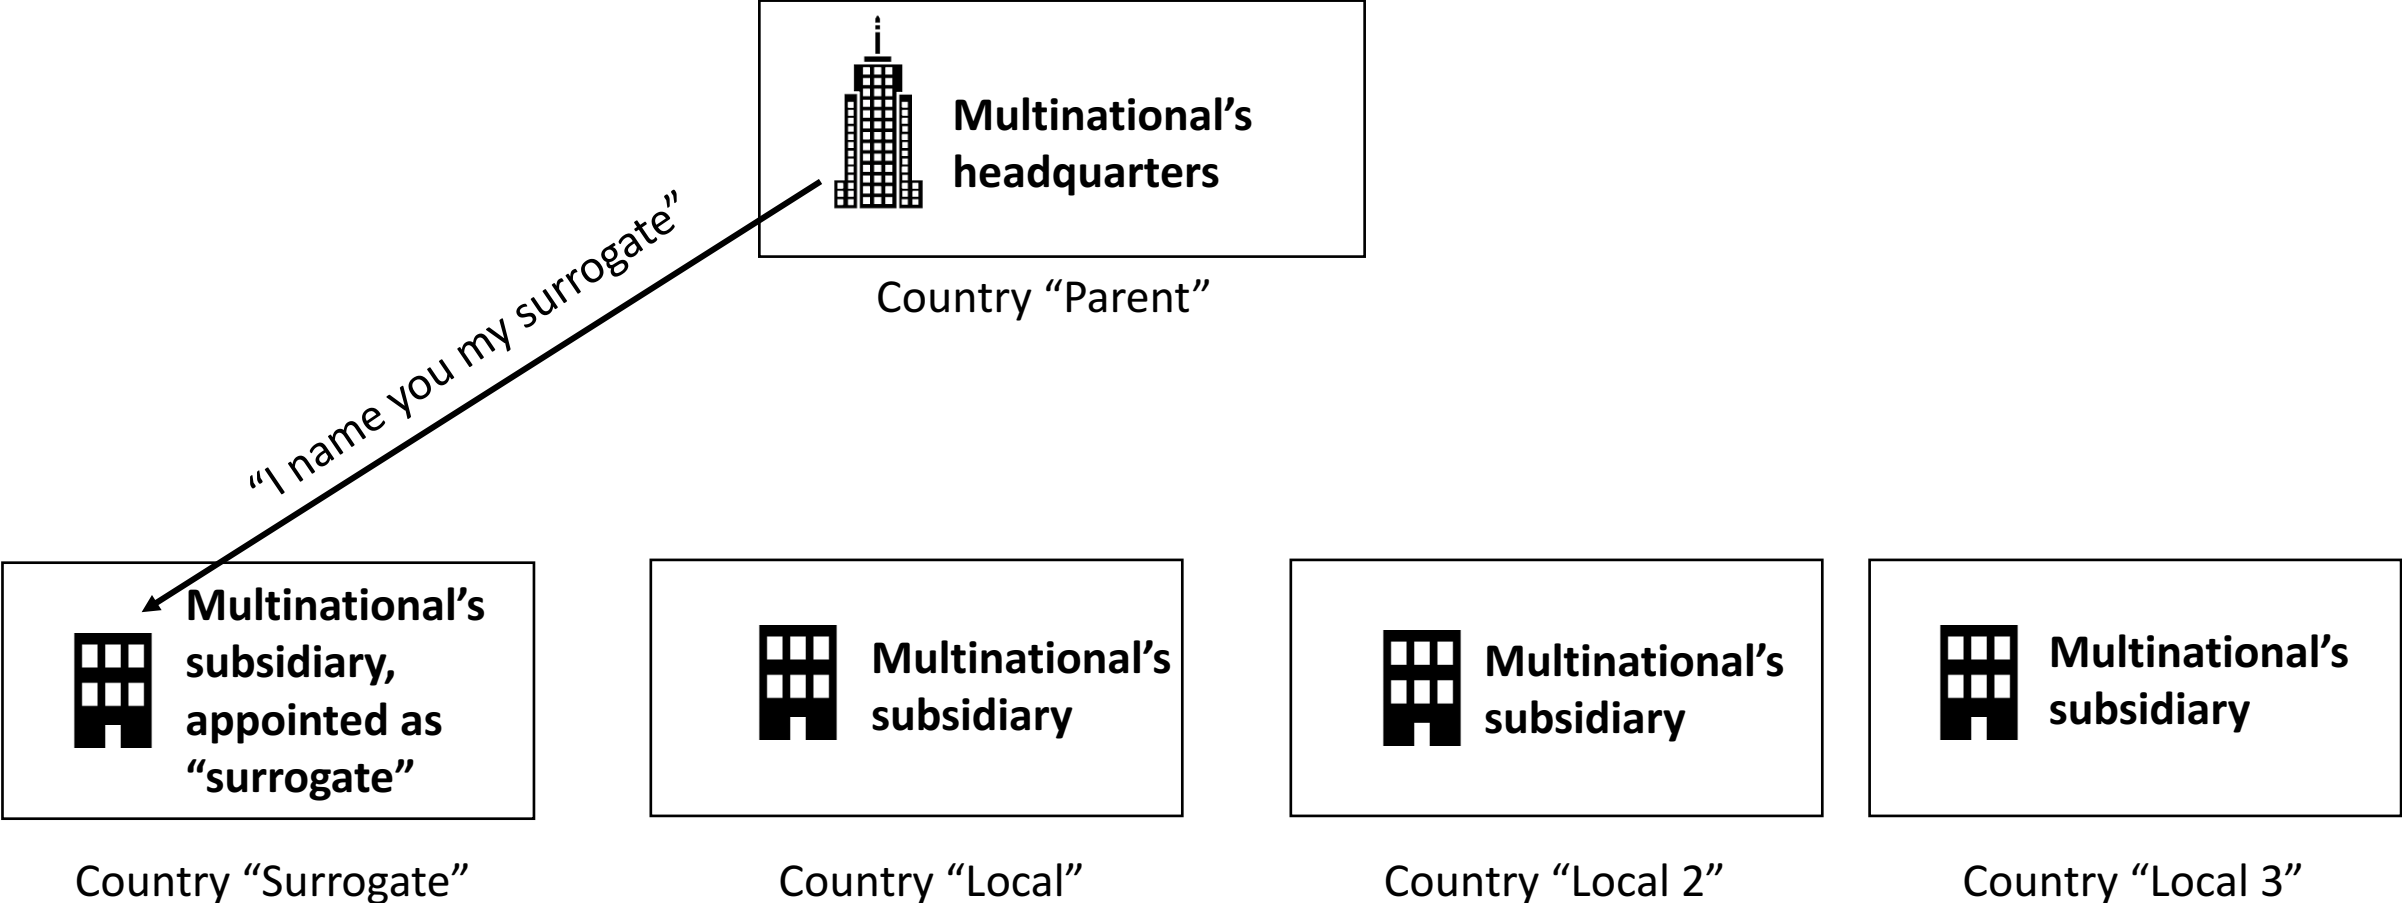 Multinational’s
headquarters
Country “Parent”
“I name you my surrogate”
Multinational’s
subsidiary,
appointed as
“surrogate”
Country “Surrogate”
Multinational’s
subsidiary
Country “Local”
Multinational’s
subsidiary
Country “Local 2”
Multinational’s
subsidiary
Country “Local 3”